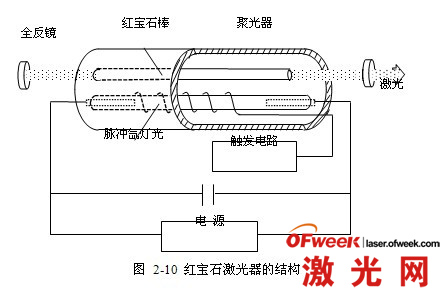 全反镜
红宝石棒
聚光器
激光
脉冲氙灯光
触发电路
电 源
图 2-10 红宝石激光器的结构
OFweek laser.ofweek.com
激光网